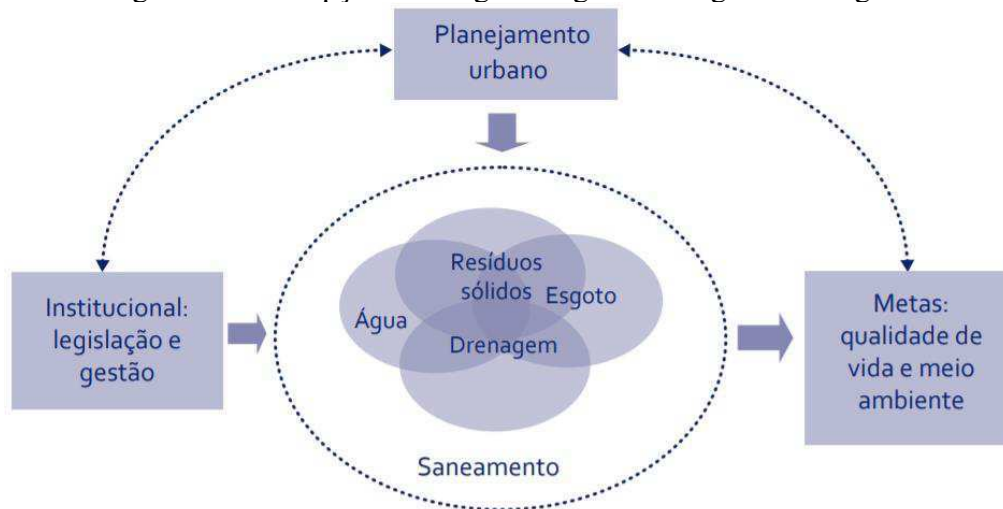 Planejamento
urbano
Resíduos
sólidos
Esgoto
Água
Drenagem
Saneamento
Institucional:
legislação e
gestão
Metas:
qualidade de
vida e meio
ambiente